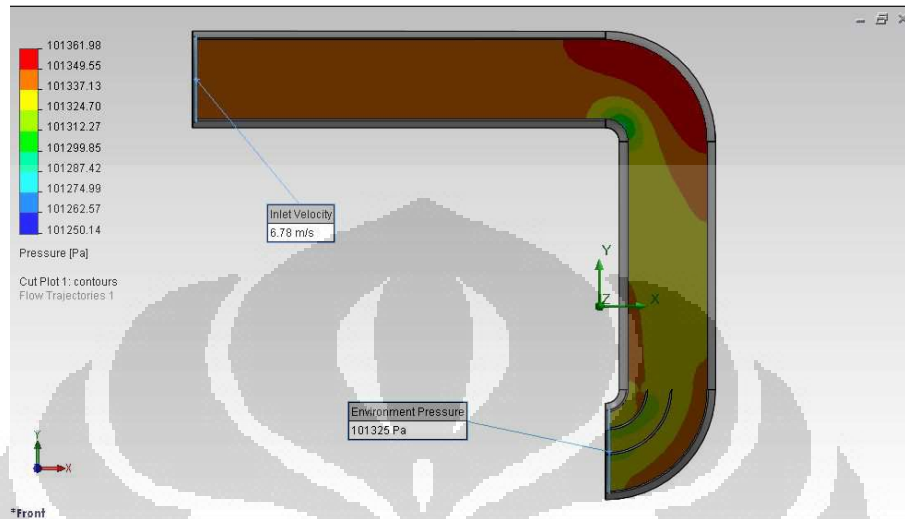 101361.98
101349.55
101337.13
101324.70
101312.27
101299.85
101287.42
101274.99
101262.57
101250.14
Pressure [Pa]
Cut Plot 1: contours
Flow Trajectories 1
Inlet Velocity
6.78 m/s
Y
Z
X
Environment Pressure
101325 Pa
Y
X
*Front